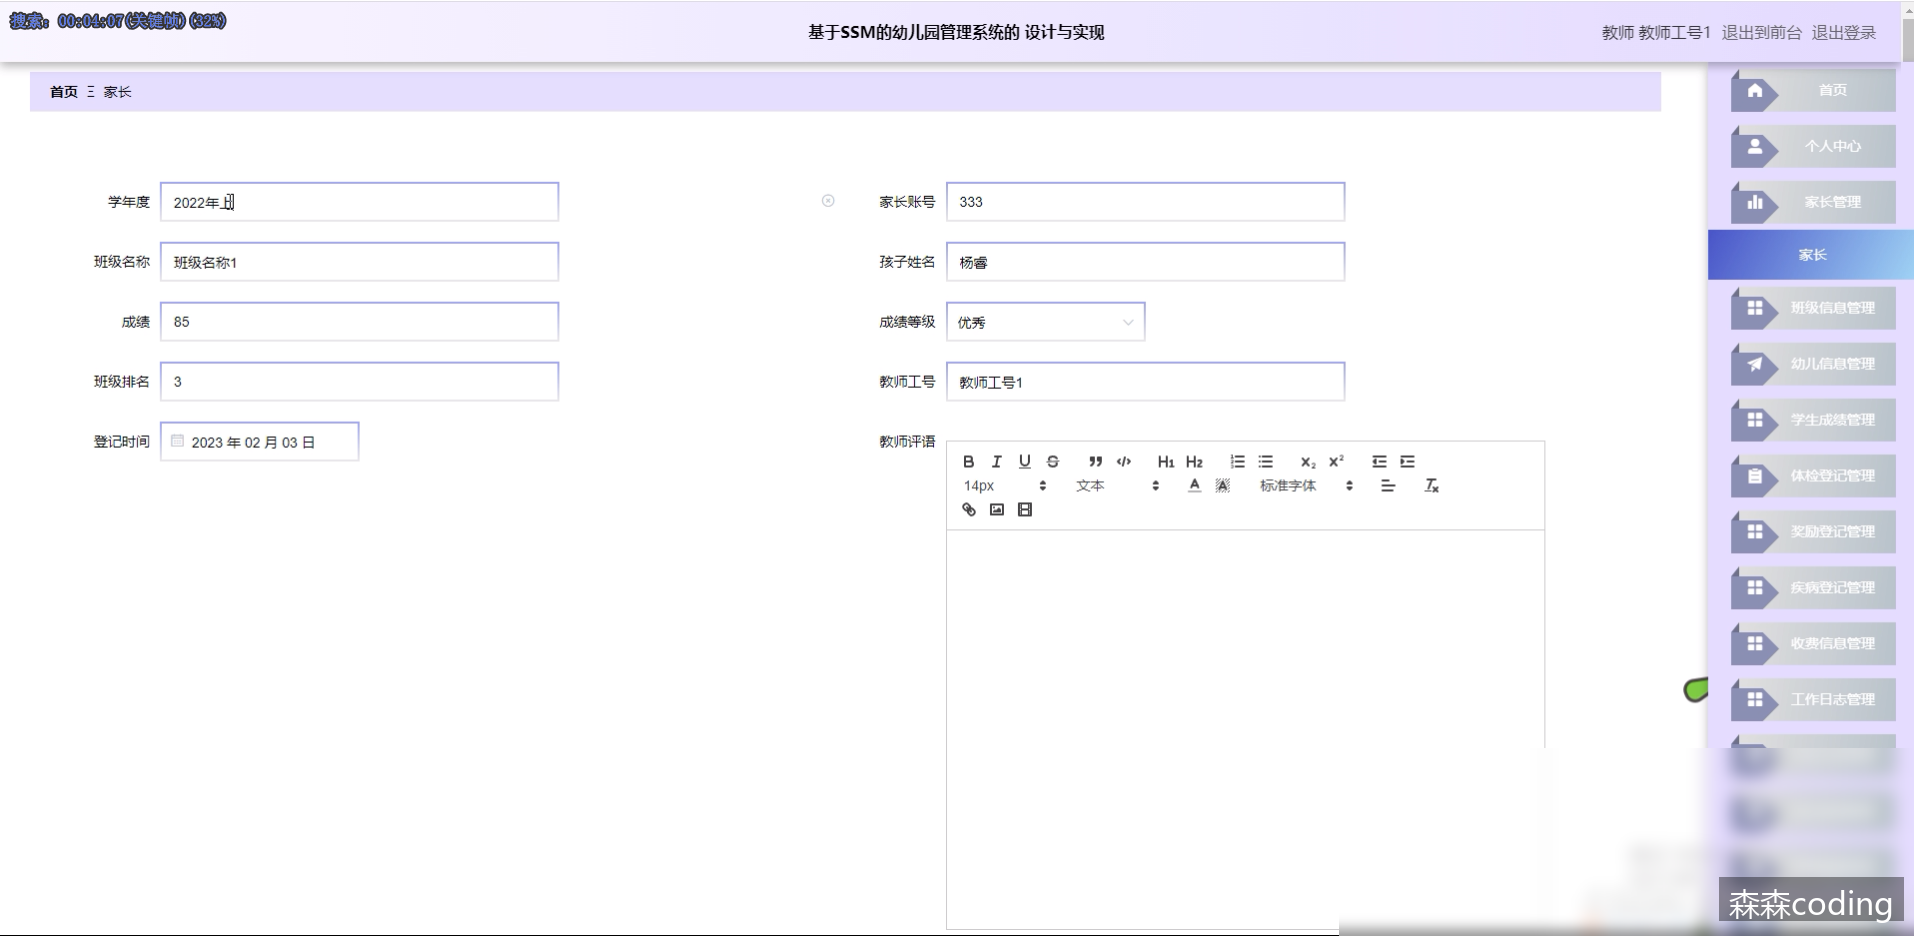 搜索: 00:04:07(关键帧) (32%)
基于SSM的幼儿园管理系统的 设计与实现
教师 教师工号1 退出到前台 退出登录
首页 Ξ 家长
学年度 2022年上
家长账号 333
班级名称 班级名称1
孩子姓名 杨睿
成绩 85
成绩等级 优秀
班级排名 3
教师工号 教师工号1
登记时间 2023 年 02 月 03 日
教师评语
B I U S H1 H2 X2 X2
14px 文本 A A 标准字体 Tx
首页
个人中心
家长管理
家长
班级信息管理
幼儿信息管理
学生成绩管理
体检登记管理
奖励登记管理
疾病登记管理
收费信息管理
工作日志管理
森森coding